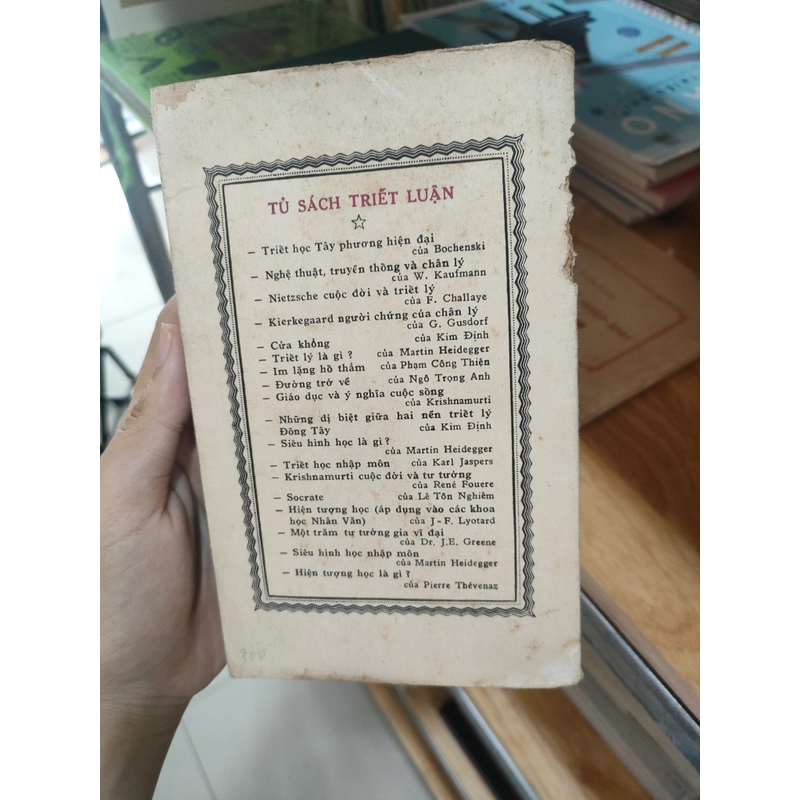 TỦ SÁCH TRIẾT LUẬN
– Triết học Tây phương hiện đại
của Bochenski
– Nghệ thuật, truyền thông và chân lý
của W. Kaufmann
– Nietzsche cuộc đời và triết lý
của F. Challaye
– Kierkegaard người chứng của chân lý
của G. Gusdorf
– Cửa khổng của Kim Định
– Triết lý là gì ? của Martin Heidegger
– Im lặng hố thẳm của Phạm Công Thiện
– Đường trở về của Ngô Trọng Anh
– Giáo dục và ý nghĩa cuộc sống
của Krishnamurti
– Những dị biệt giữa hai nền triết lý
Đông Tây của Kim Định
– Siêu hình học là gì ?
của Martin Heidegger
– Triết học nhập môn của Karl Jaspers
– Krishnamurti cuộc đời và tư tưởng
của René Fouere
– Socrate của Lê Tôn Nghiêm
– Hiện tượng học (áp dụng vào các khoa
học Nhân Văn) của J-F. Lyotard
– Một trăm tư tưởng gia vĩ đại
của Dr. J.E. Greene
– Siêu hình học nhập môn
của Martin Heidegger
– Hiện tượng học là gì ?
của Pierre Thévenaz